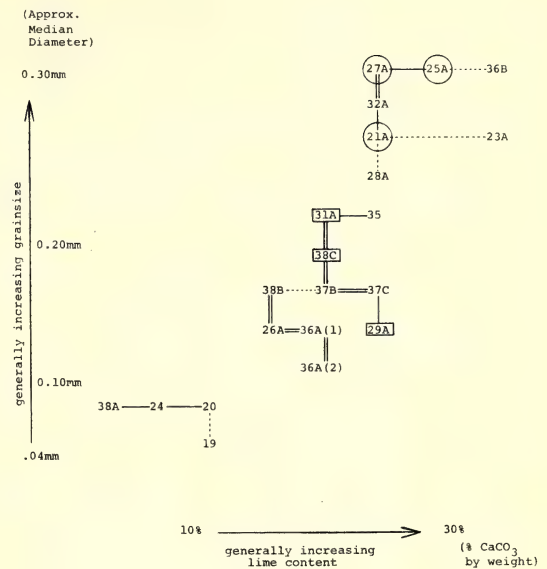 (Approx.
Median
Diameter)
0.30mm
27A 25A 36B
32A
21A 23A
28A
31A 35
0.20mm
38C
38B 37B 37C
26A 36A(1) 29A
36A(2)
0.10mm
38A 24 20
19
.04mm
generally increasing grainsize
10% 30%
generally increasing
lime content
(% CaCO3
by weight)